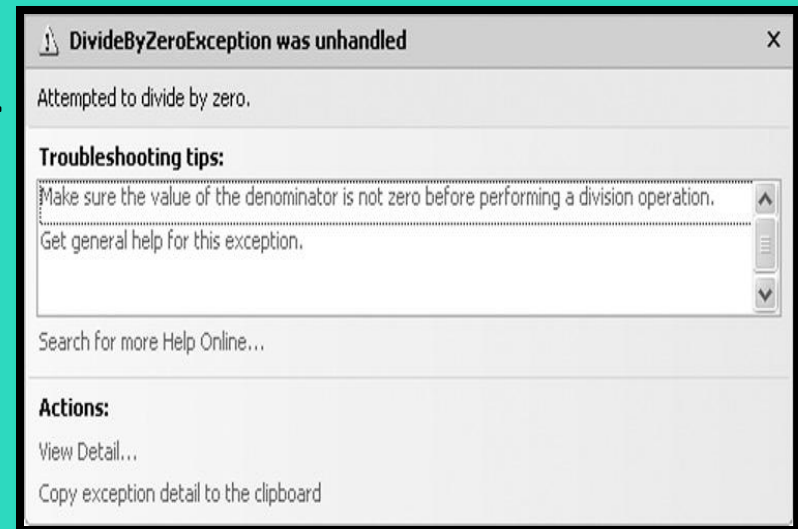 DivideByZeroException was unhandled X
Attempted to divide by zero.
Troubleshooting tips:
Make sure the value of the denominator is not zero before performing a division operation.
Get general help for this exception.
Search for more Help Online...
Actions:
View Detail...
Copy exception detail to the clipboard